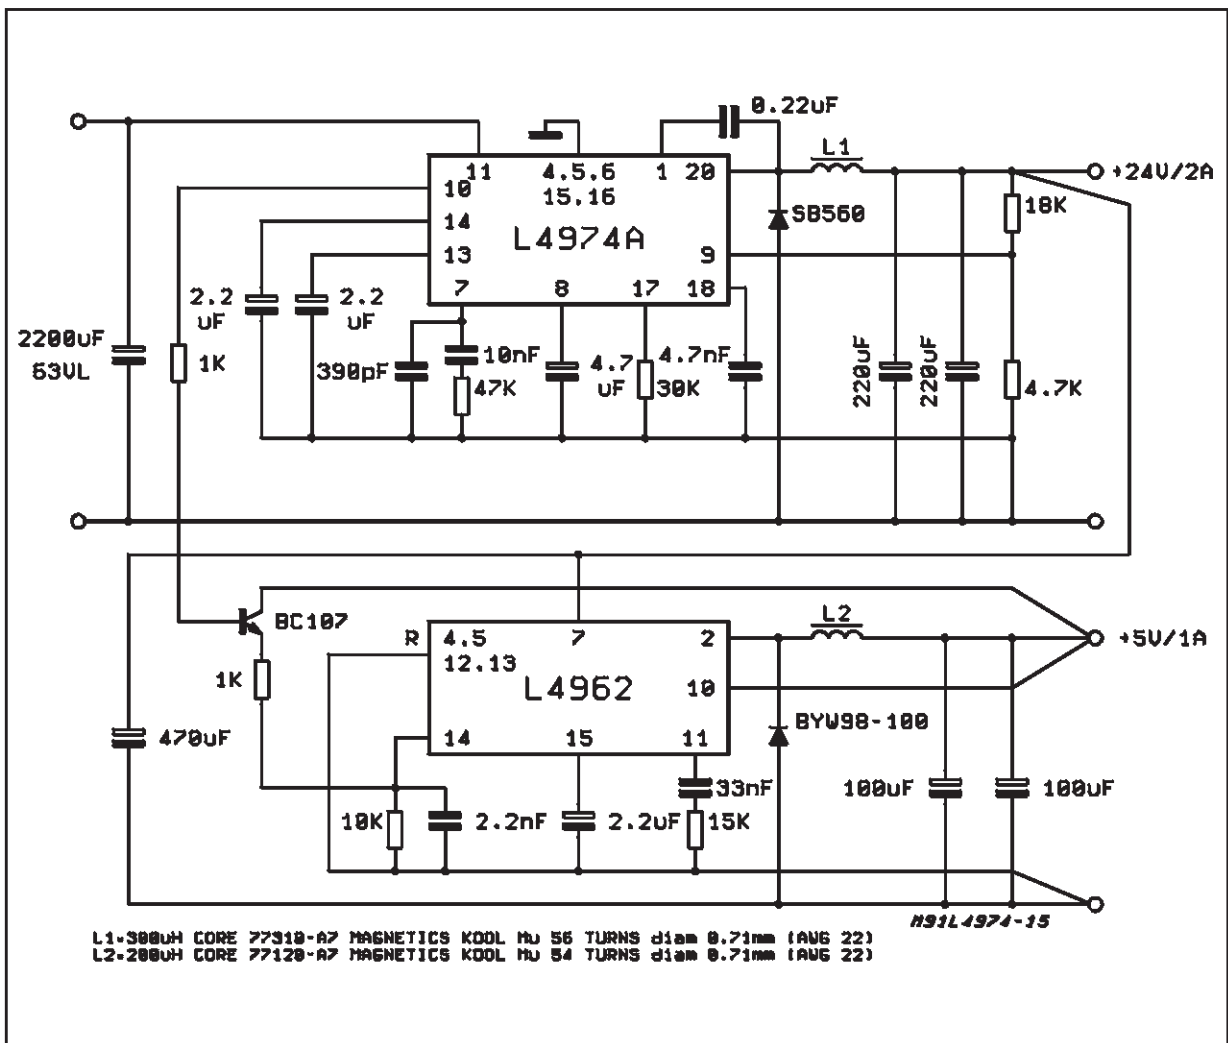 0.22uF
L1
11
4.5.6
1
20
+24V/2A
10
15.16
14
L4974A
SB560
18K
13
9
7
8
17
18
2.2
uF
2.2
uF
2200uF
63VL
1K
390pF
10nF
47K
4.7
uF
4.7nF
30K
220uF
220uF
4.7K
BC107
L2
R
4.5
7
2
+5V/1A
12.13
1K
L4962
10
BYW98-100
470uF
14
15
11
33nF
100uF
100uF
10K
2.2nF
2.2uF
15K
M91L4974-15
L1=300uH CORE 77310-A7 MAGNETICS KOOL Mu 56 TURNS diam 0.71mm (AWG 22)
L2=200uH CORE 77120-A7 MAGNETICS KOOL Mu 54 TURNS diam 0.71mm (AWG 22)